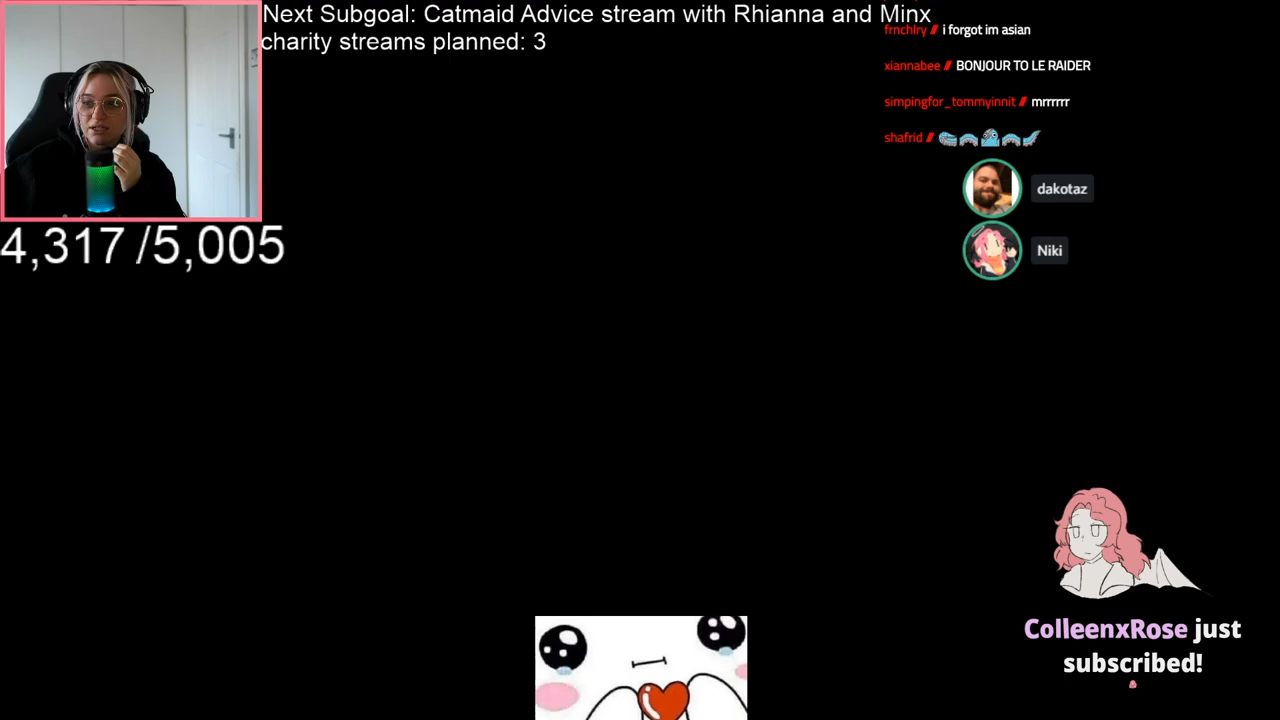 Next Subgoal: Catmaid Advice stream with Rhianna and Minx
charity streams planned: 3
frnchlry // i forgot im asian
xiannabee // BONJOUR TO LE RAIDER
simpingfor_tommyinnit // mrrrrrr
shafrid //
dakotaz
Niki
4,317 /5,005
ColleenxRose just
subscribed!